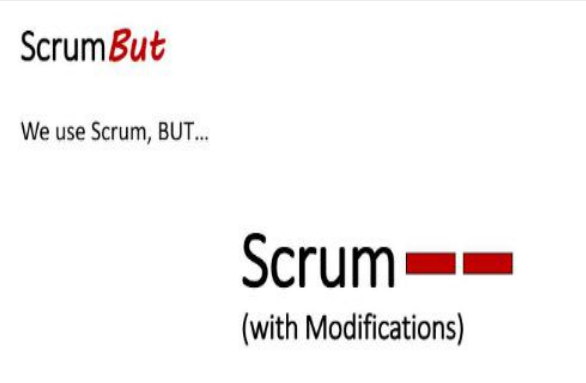 ScrumBut
We use Scrum, BUT...
Scrum--
(with Modifications)